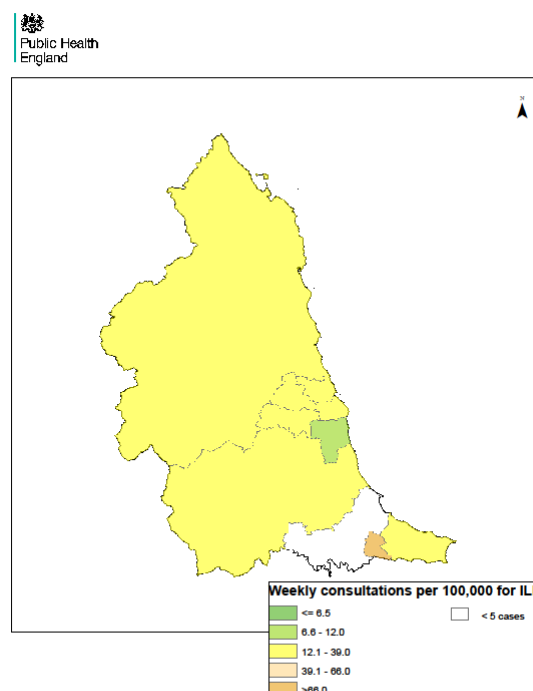 Public Health
England
N
Weekly consultations per 100,000 for IL
<= 6.5
6.6 - 12.0
12.1 - 39.0
39.1 - 66.0
>66.0
< 5 cases